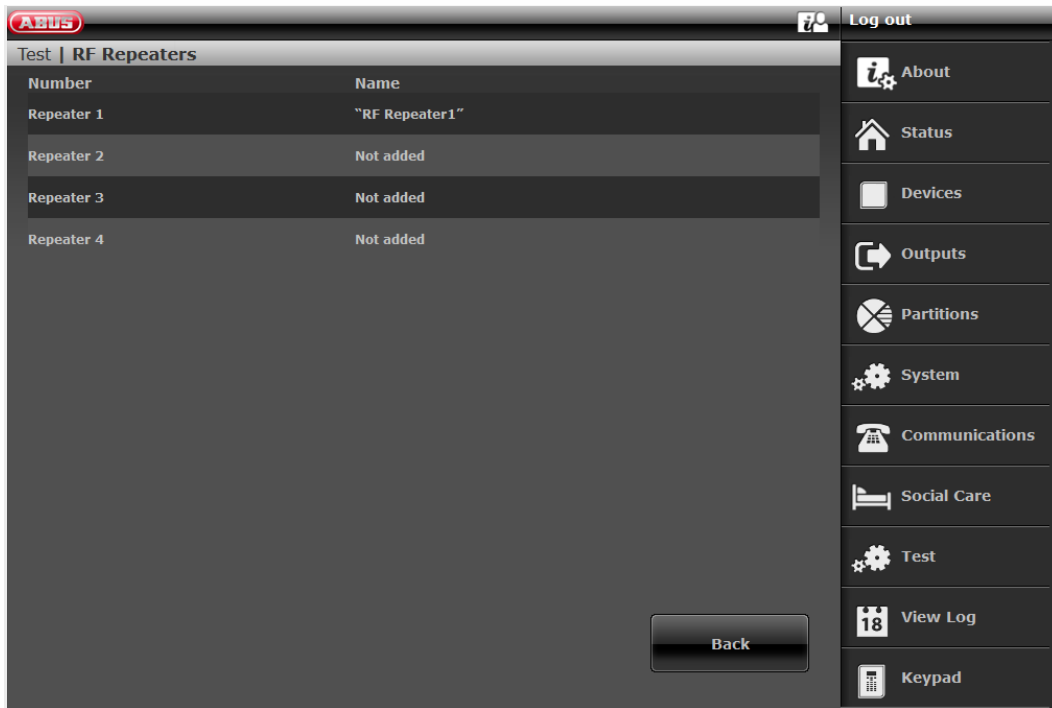 ABUS
Log out
Test | RF Repeaters
Number Name
Repeater 1 “RF Repeater1”
Repeater 2 Not added
Repeater 3 Not added
Repeater 4 Not added
Back
About
Status
Devices
Outputs
Partitions
System
Communications
Social Care
Test
18 View Log
Keypad